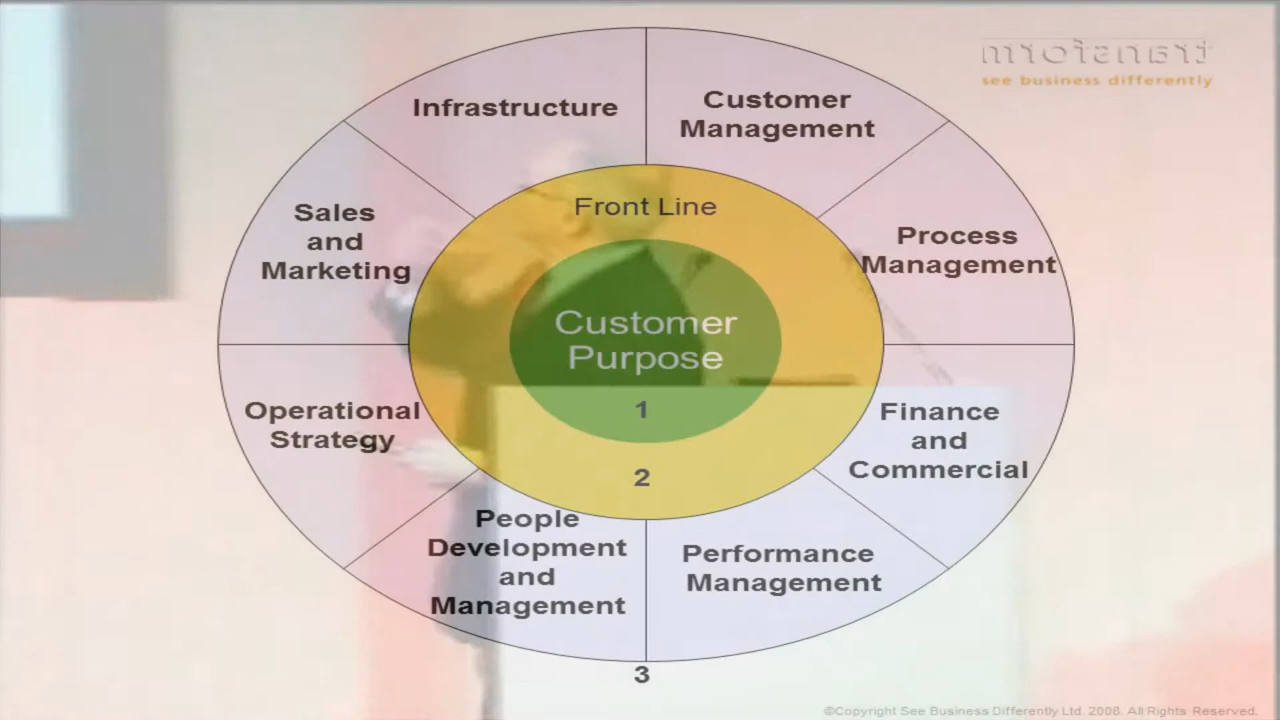 transform
see business differently
Infrastructure
Customer
Management
Sales
and
Marketing
Front Line
Process
Management
Customer
Purpose
1
Operational
Strategy
Finance
and
Commercial
2
People
Development
and
Management
Performance
Management
3
©Copyright See Business Differently Ltd. 2008. All Rights Reserved.